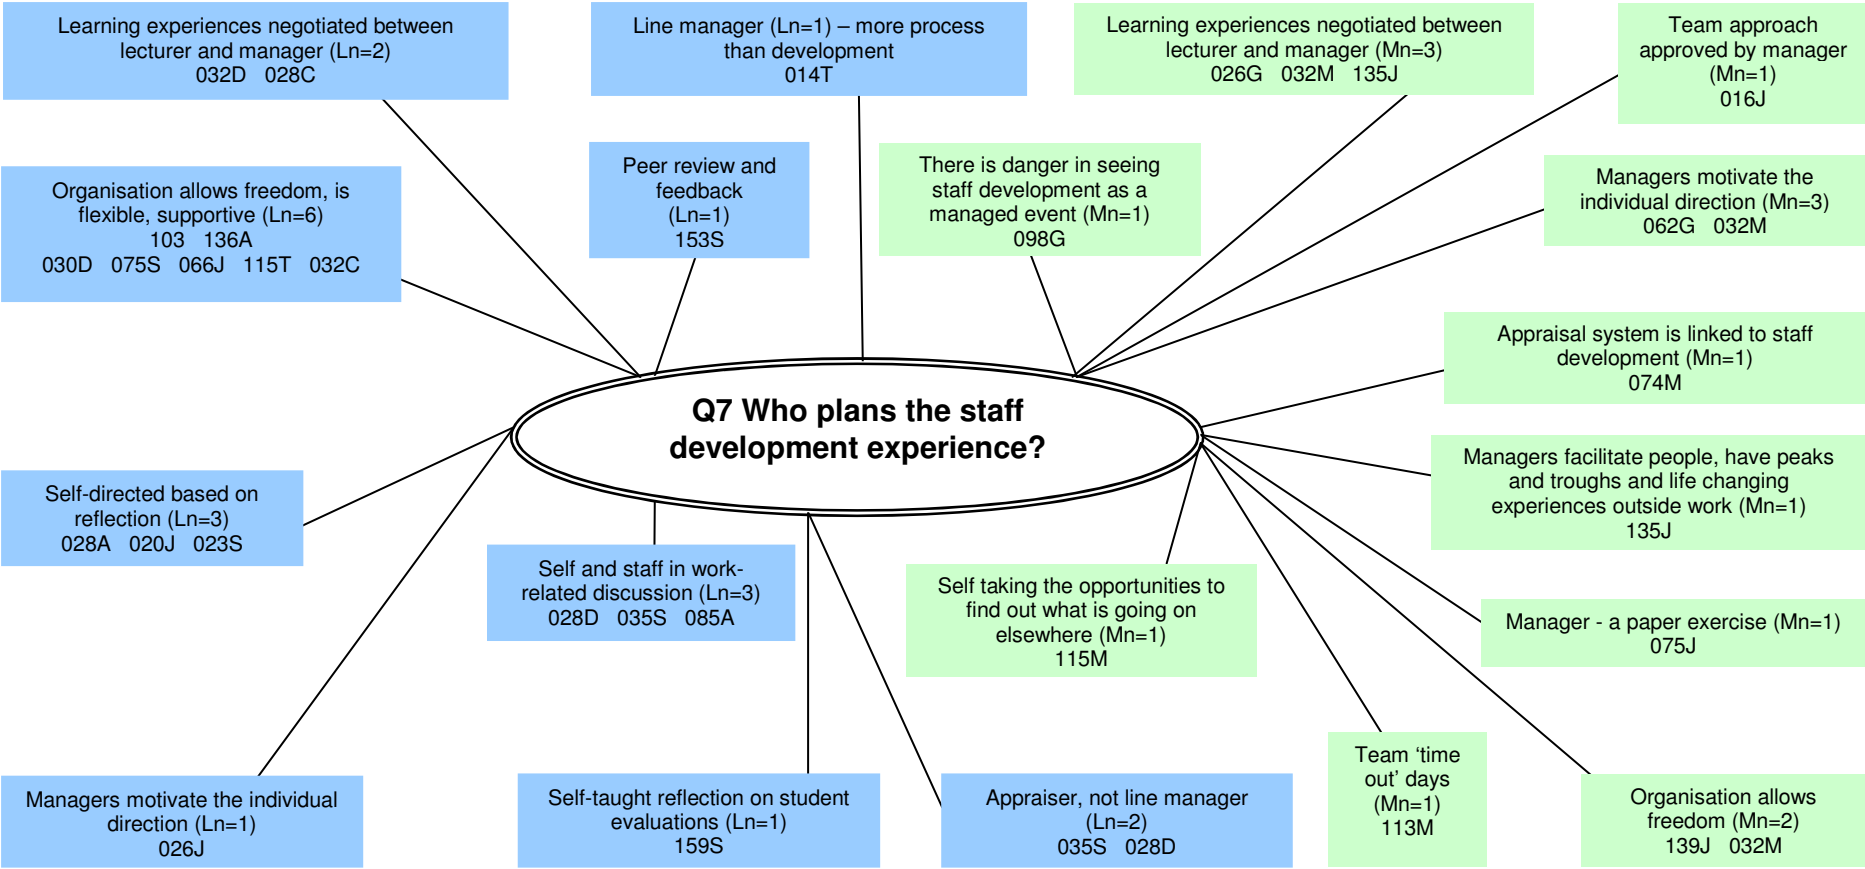 Learning experiences negotiated between
lecturer and manager (Ln=2)
032D 028C
Line manager (Ln=1) – more process
than development
014T
Learning experiences negotiated between
lecturer and manager (Mn=3)
026G 032M 135J
Team approach
approved by manager
(Mn=1)
016J
Organisation allows freedom, is
flexible, supportive (Ln=6)
103 136A
030D 075S 066J 115T 032C
Peer review and
feedback
(Ln=1)
153S
There is danger in seeing
staff development as a
managed event (Mn=1)
098G
Managers motivate the
individual direction (Mn=3)
062G 032M
Appraisal system is linked to staff
development (Mn=1)
074M
Q7 Who plans the staff
development experience?
Managers facilitate people, have peaks
and troughs and life changing
experiences outside work (Mn=1)
135J
Self-directed based on
reflection (Ln=3)
028A 020J 023S
Self and staff in work-
related discussion (Ln=3)
028D 035S 085A
Self taking the opportunities to
find out what is going on
elsewhere (Mn=1)
115M
Manager - a paper exercise (Mn=1)
075J
Managers motivate the individual
direction (Ln=1)
026J
Self-taught reflection on student
evaluations (Ln=1)
159S
Appraiser, not line manager
(Ln=2)
035S 028D
Team ‘time
out’ days
(Mn=1)
113M
Organisation allows
freedom (Mn=2)
139J 032M